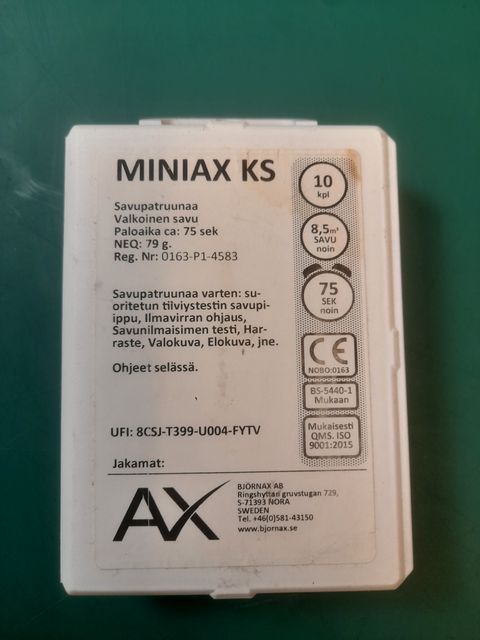 MINIAX KS
Savupatruunaa
Valkoinen savu
Paloaika ca: 75 sek
NEQ: 79 g.
Reg. Nr: 0163-P1-4583
Savupatruunaa varten: su-
oritetun tilviystestin savupi-
ippu, Ilmavirran ohjaus,
Savunilmaisimen testi, Har-
raste, Valokuva, Elokuva, jne.
Ohjeet selässä.
UFI: 8CSJ-T399-U004-FYTV
Jakamat:
10
kpl
8,5m³
SAVU
noin
75
SEK
noin
CE
NOBO:0163
BS-5440-1
Mukaan
Mukaisesti
QMS. ISO
9001:2015
AX
BJÖRNAX AB
Ringshyttan gruvstugan 729,
S-71393 NORA
SWEDEN
Tel. +46(0)581-43150
www.bjornax.se